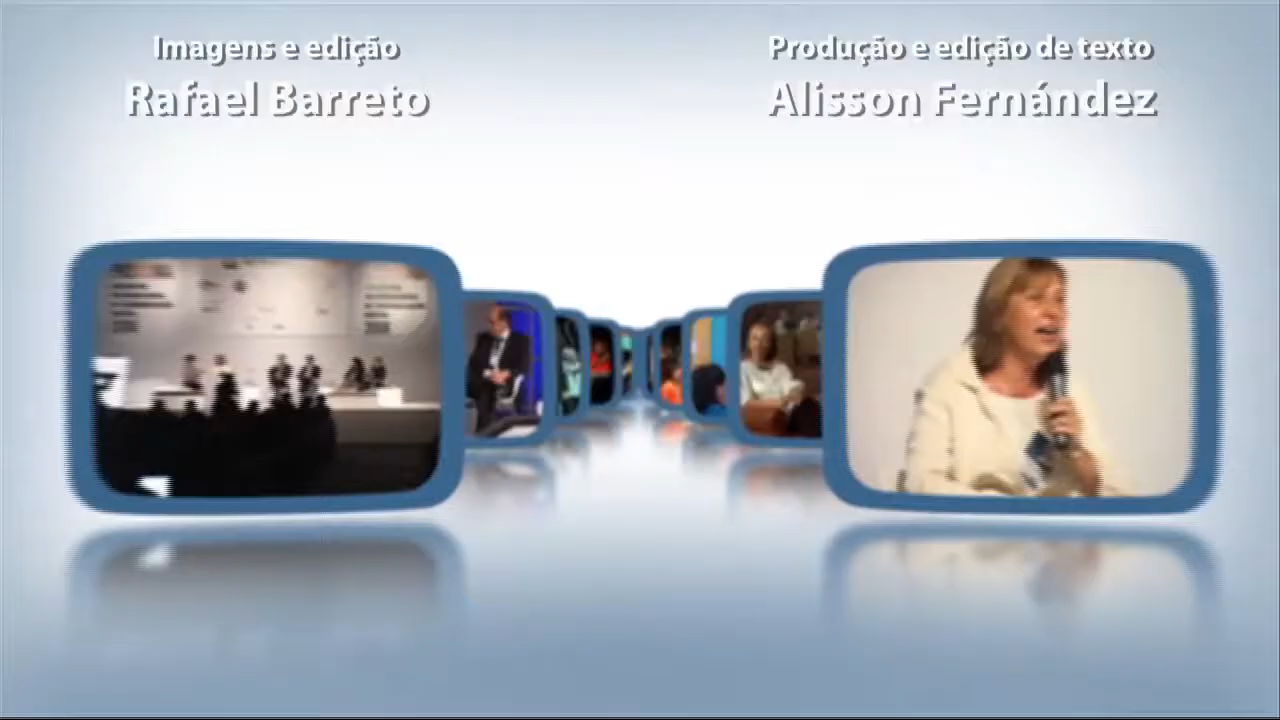 Imagens e edição
Rafael Barreto
Produção e edição de texto
Alisson Fernández